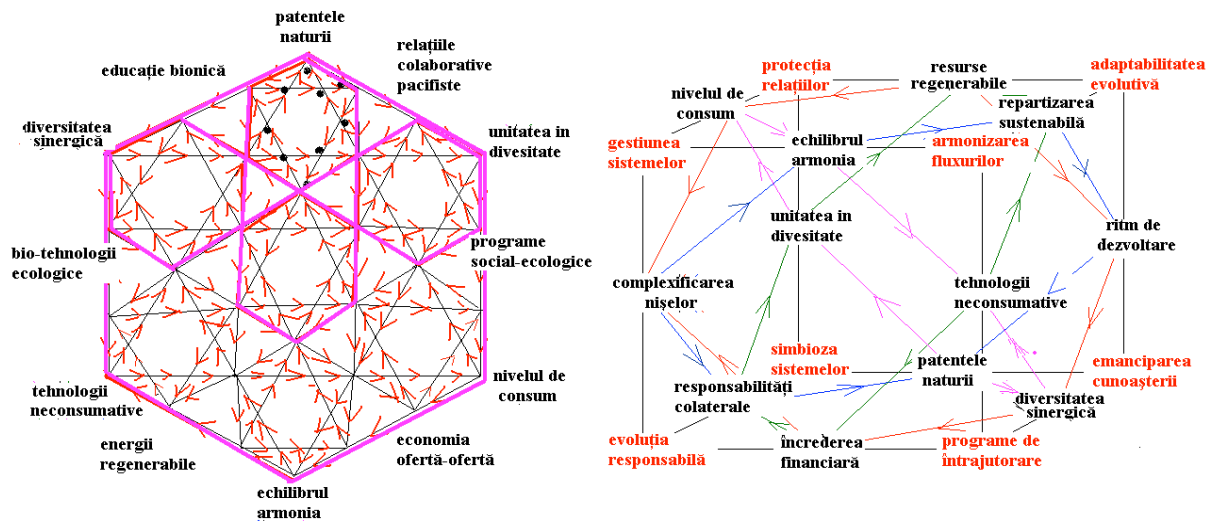 patentele
naturii
relațiile
colaborative
pacifiste
educație bionică
diversitatea
sinergică
unitatea in
divesitate
bio-tehnologii
ecologice
programe
social-ecologice
tehnologii
neconsumative
nivelul de
consum
energii
regenerabile
economia
ofertă-ofertă
echilibrul
armonia
protecția
relațiilor
resurse
regenerabile
adaptabilitatea
evolutivă
nivelul de
consum
repartizarea
sustenabilă
gestiunea
sistemelor
echilibrul
armonia
armonizarea
fluxurilor
unitatea in
divesitate
ritm de
dezvoltare
complexificarea
nișelor
tehnologii
neconsumative
simbioza
sistemelor
patentele
naturii
emanciparea
cunoașterii
responsabilități
colaterale
diversitatea
sinergică
evoluția
responsabilă
încrederea
financiară
programe de
întrajutorare